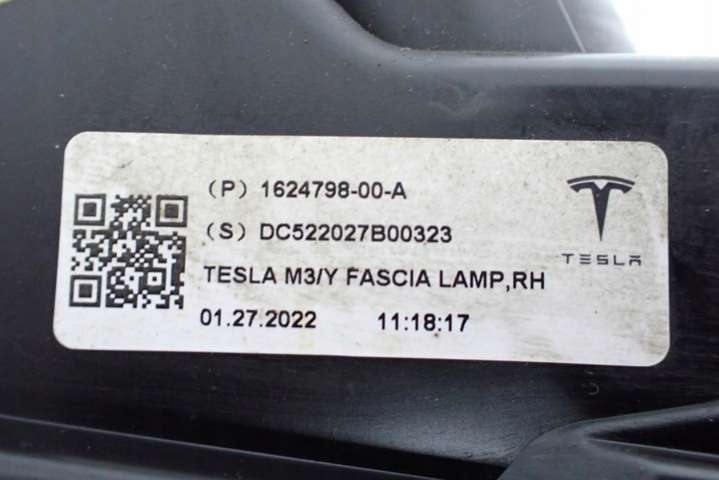 (P) 1624798-00-A
(S) DC522027B00323
TESLA M3/Y FASCIA LAMP,RH
01.27.2022 11:18:17
TESLA